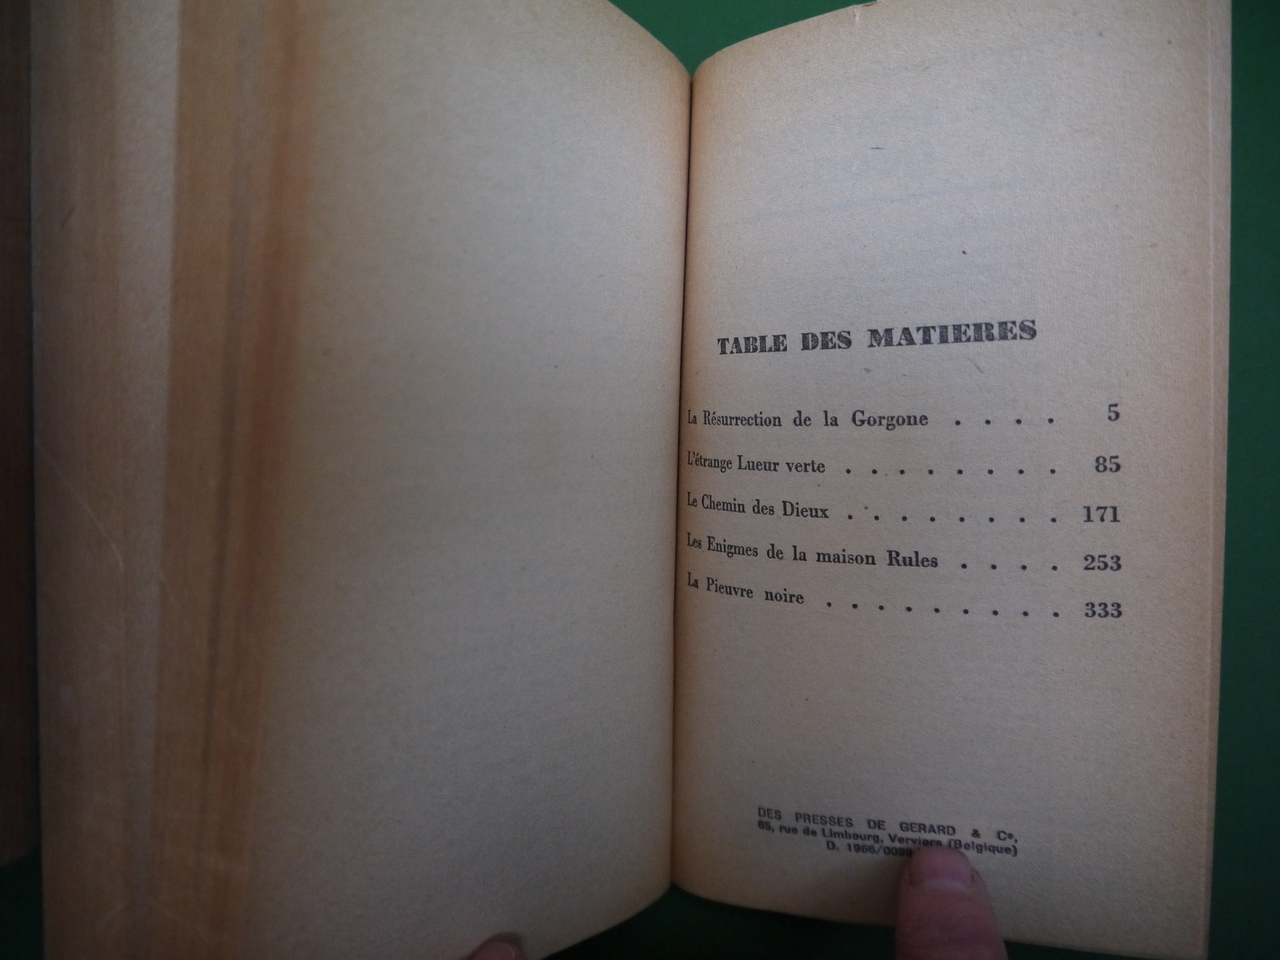 TABLE DES MATIERES
La Résurrection de la Gorgone . . . . 5
L'étrange Lueur verte . . . . . . . . 85
Le Chemin des Dieux . . . . . . . . 171
Les Enigmes de la maison Rules . . . . 253
La Pieuvre noire . . . . . . . . . 333
DES PRESSES DE GERARD & C°,
65, rue de Limbourg, Verviers (Belgique)
D. 1966/0099